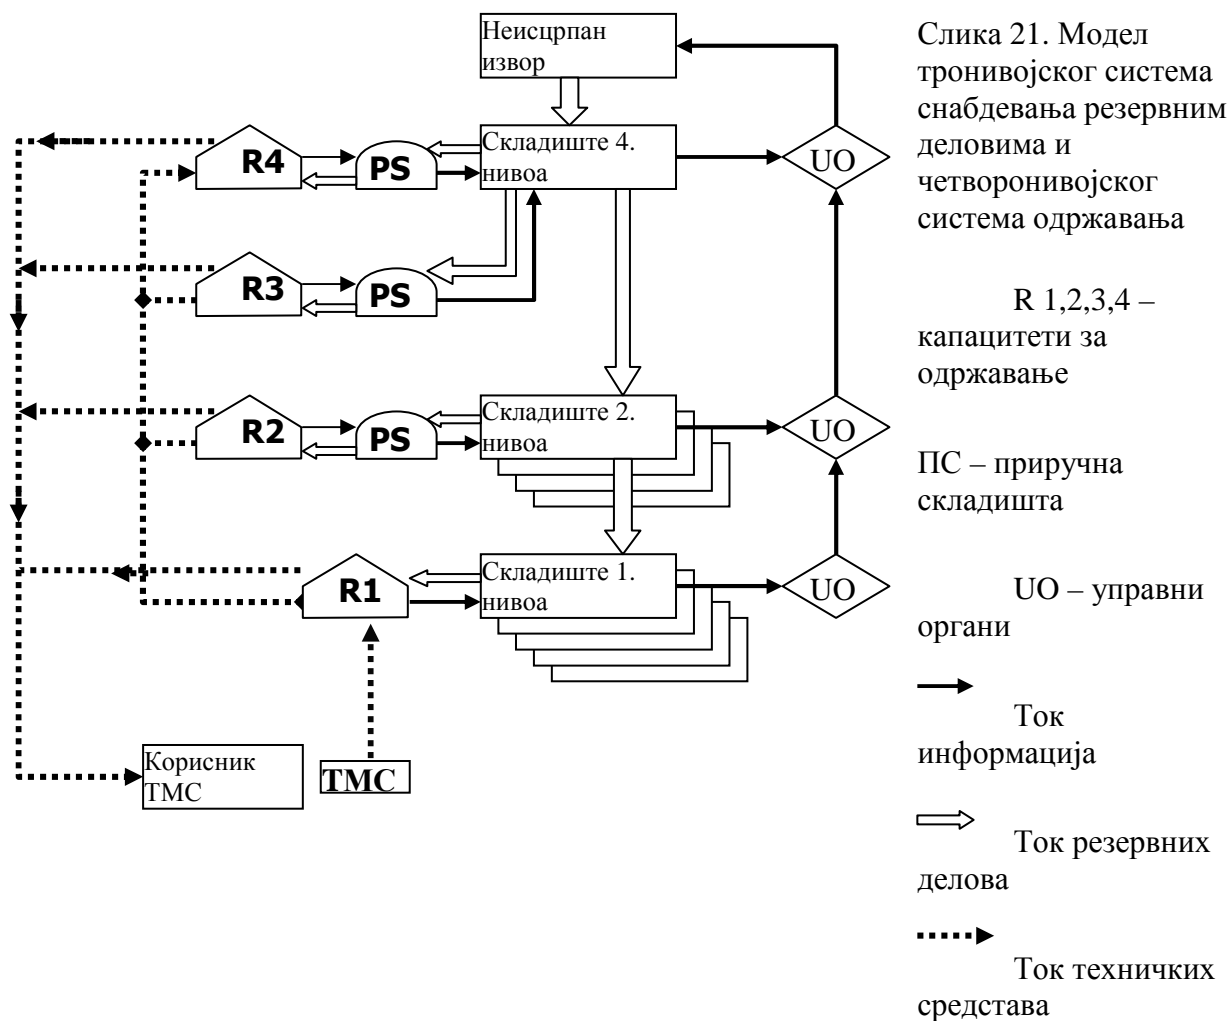 Неисцрпан
извор
Складиште 4.
нивоа
UO
R4
PS
R3
PS
R2
PS
Складиште 2.
нивоа
UO
R1
Складиште 1.
нивоа
UO
Корисник
ТМС
ТМС
Слика 21. Модел
тронивојског система
снабдевања резервним
деловима и
четворонивојског
система одржавања
R 1,2,3,4 –
капацитети за
одржавање
ПС – приручна
складишта
UO – управни
органи
Ток
информација
Ток резервних
делова
Ток техничких
средстава